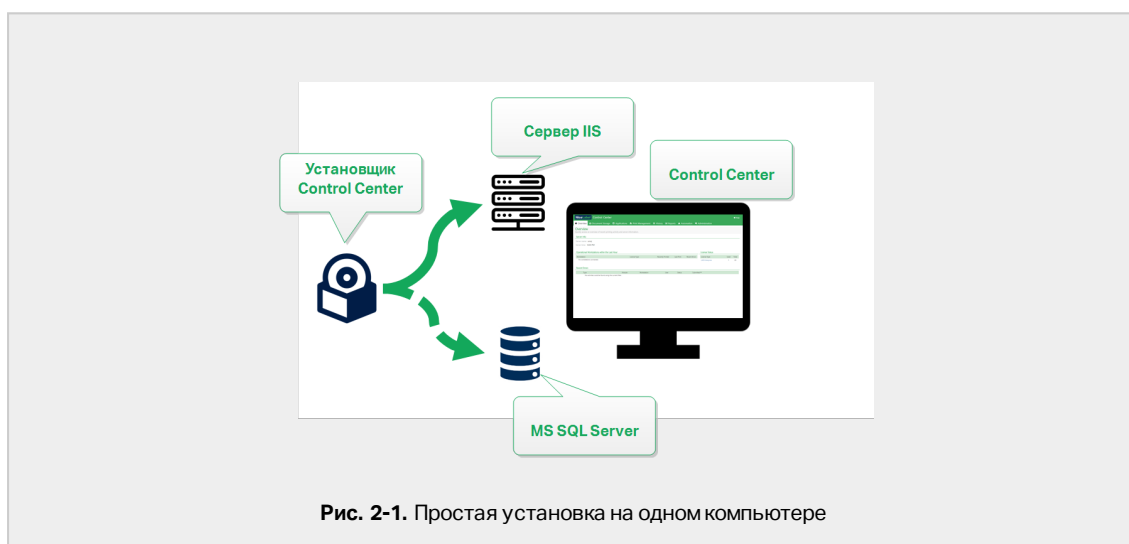 Сервер IIS
Установщик
Control Center
Control Center
MS SQL Server
Рис. 2-1. Простая установка на одном компьютере